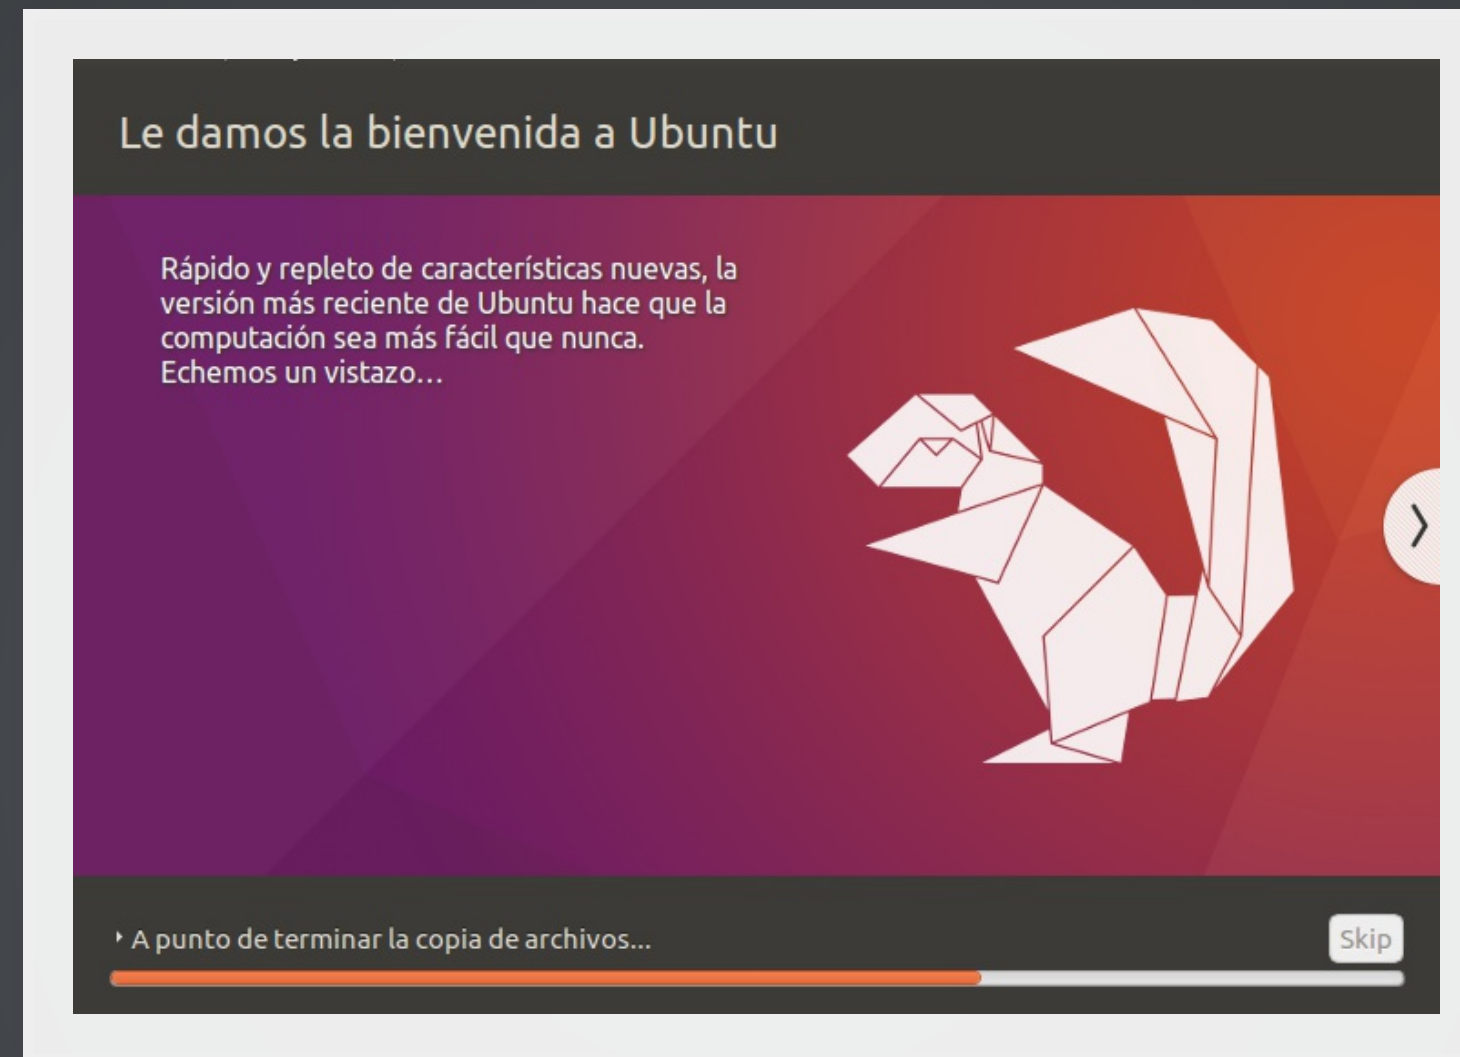 Le damos la bienvenida a Ubuntu
Rápido y repleto de características nuevas, la
versión más reciente de Ubuntu hace que la
computación sea más fácil que nunca.
Echemos un vistazo…
A punto de terminar la copia de archivos...
Skip